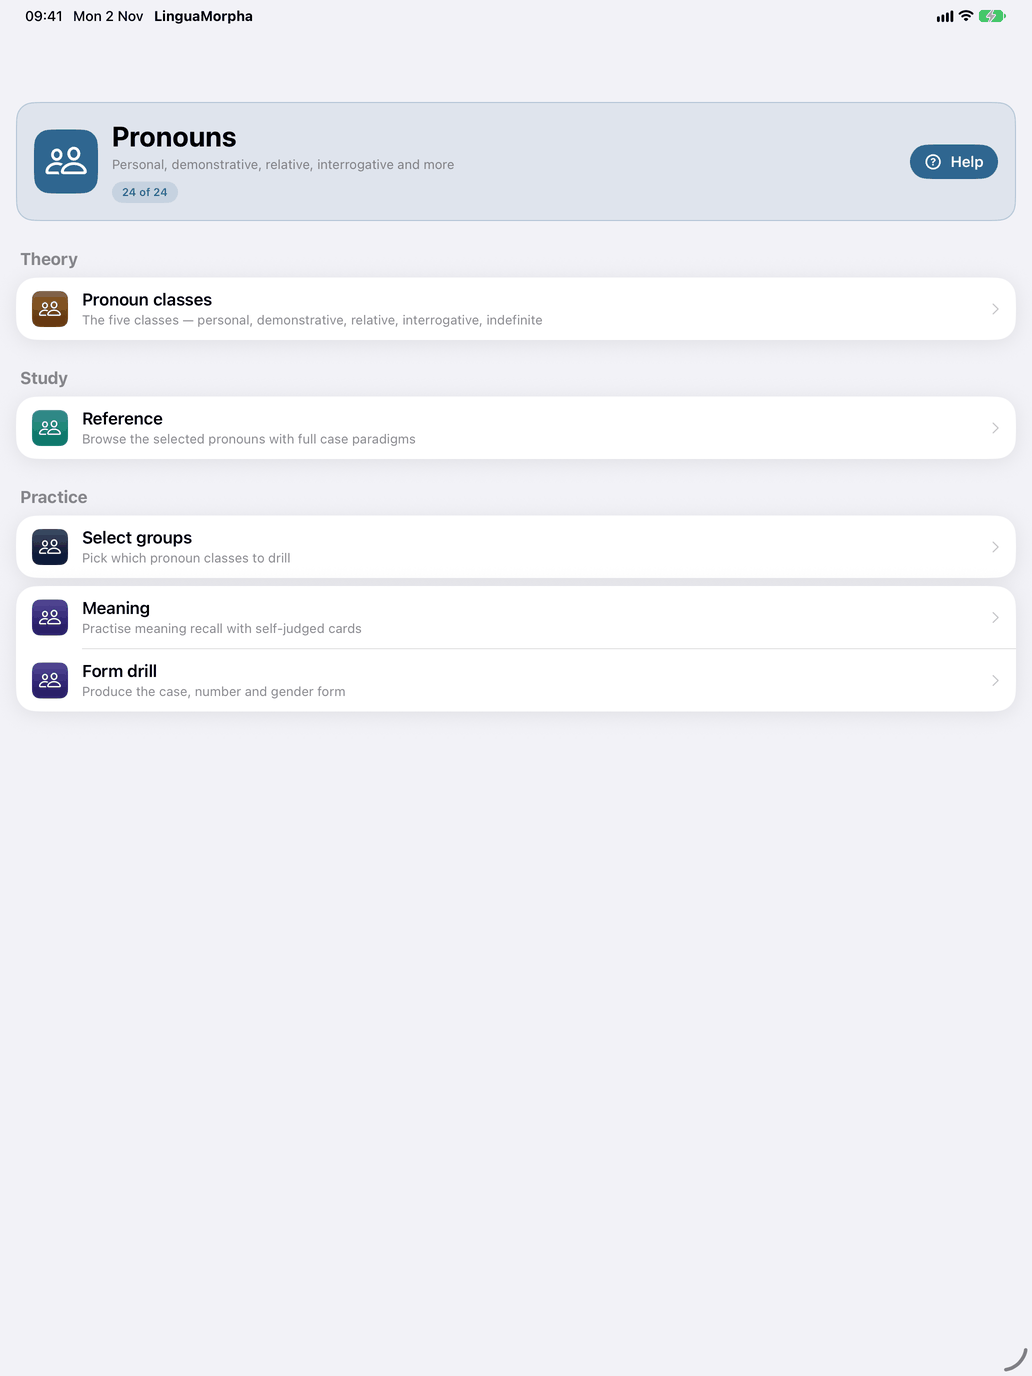 09:41 Mon 2 Nov LinguaMorpha
Pronouns
Personal, demonstrative, relative, interrogative and more
24 of 24
Help
Theory
Pronoun classes
The five classes — personal, demonstrative, relative, interrogative, indefinite
Study
Reference
Browse the selected pronouns with full case paradigms
Practice
Select groups
Pick which pronoun classes to drill
Meaning
Practise meaning recall with self-judged cards
Form drill
Produce the case, number and gender form